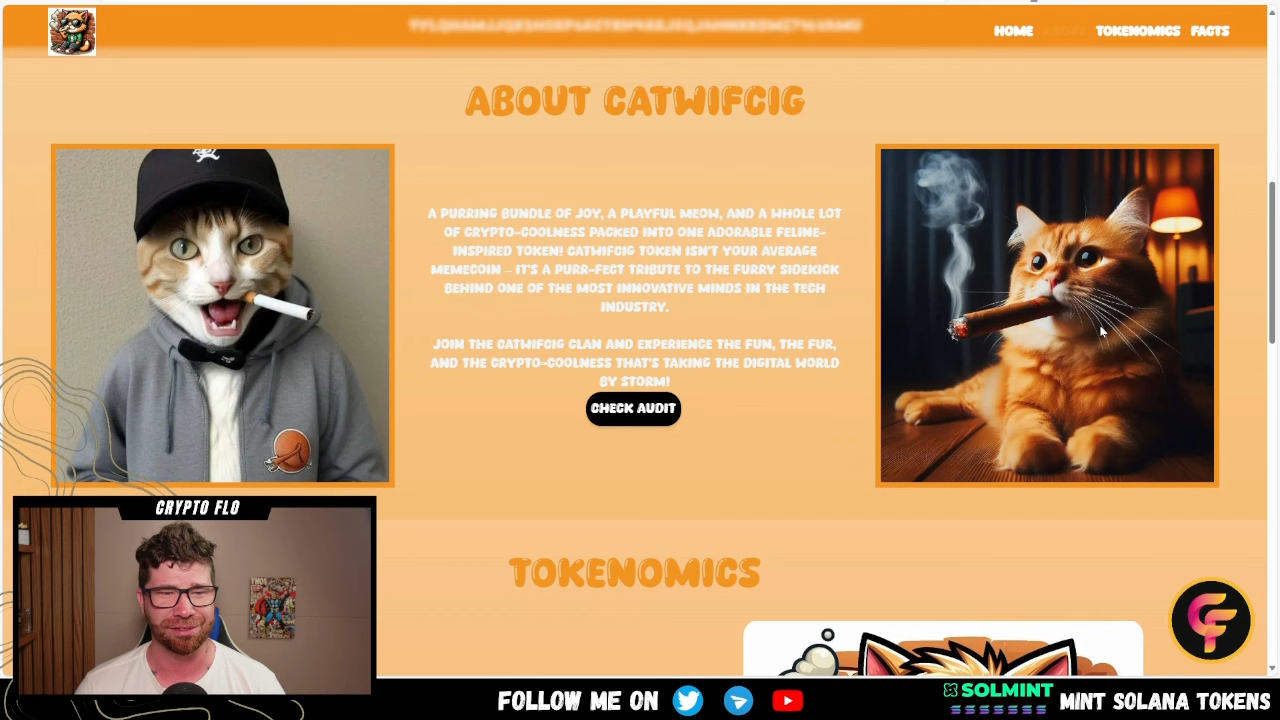 HOME
TOKENOMICS
FACTS
ABOUT CATWIFCIG
A PURRING BUNDLE OF JOY, A PLAYFUL MEOW, AND A WHOLE LOT
OF CRYPTO-COOLNESS PACKED INTO ONE ADORABLE FELINE-
INSPIRED TOKEN! CATWIFCIG TOKEN ISN'T YOUR AVERAGE
MEMECOIN – IT'S A PURR-FECT TRIBUTE TO THE FURRY SIDEKICK
BEHIND ONE OF THE MOST INNOVATIVE MINDS IN THE TECH
INDUSTRY.
JOIN THE CATWIFCIG CLAN AND EXPERIENCE THE FUN, THE FUR,
AND THE CRYPTO-COOLNESS THAT'S TAKING THE DIGITAL WORLD
BY STORM!
CHECK AUDIT
CRYPTO FLO
TOKENOMICS
FOLLOW ME ON
SOLMINT
MINT SOLANA TOKENS